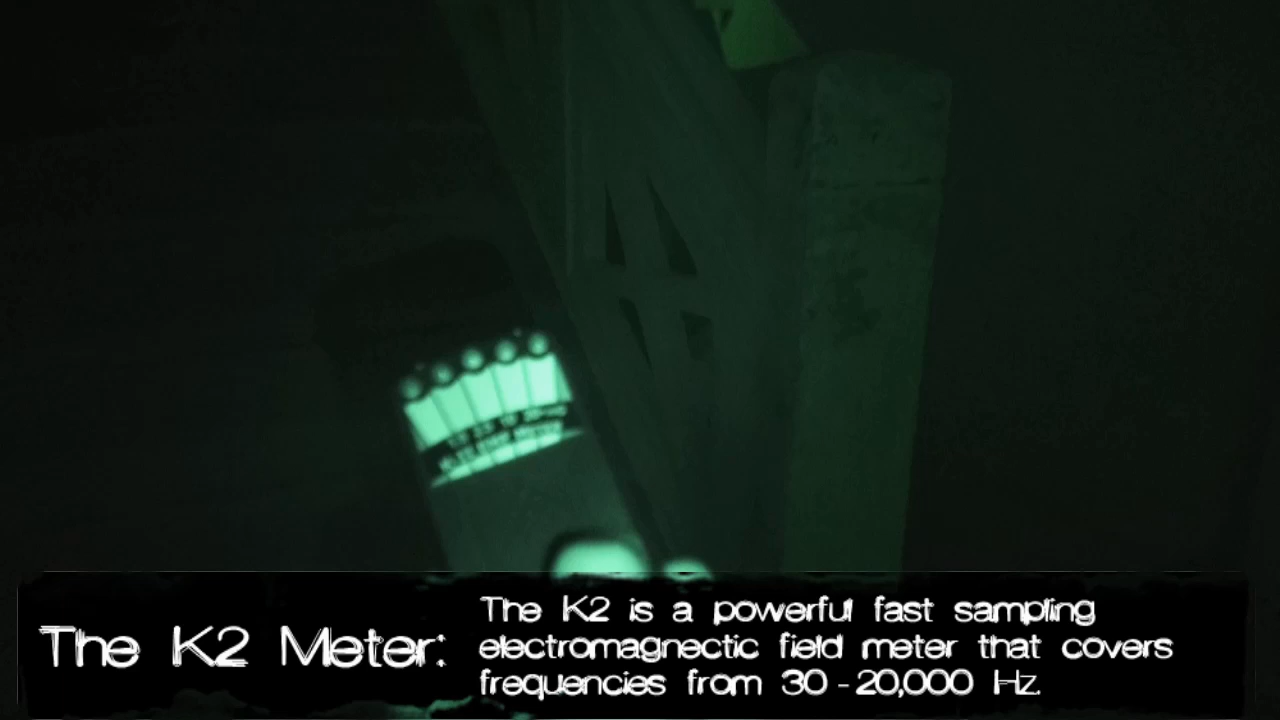 The K2 Meter:
The K2 is a powerful fast sampling
electromagnectic field meter that covers
frequencies from 30 - 20,000 Hz.